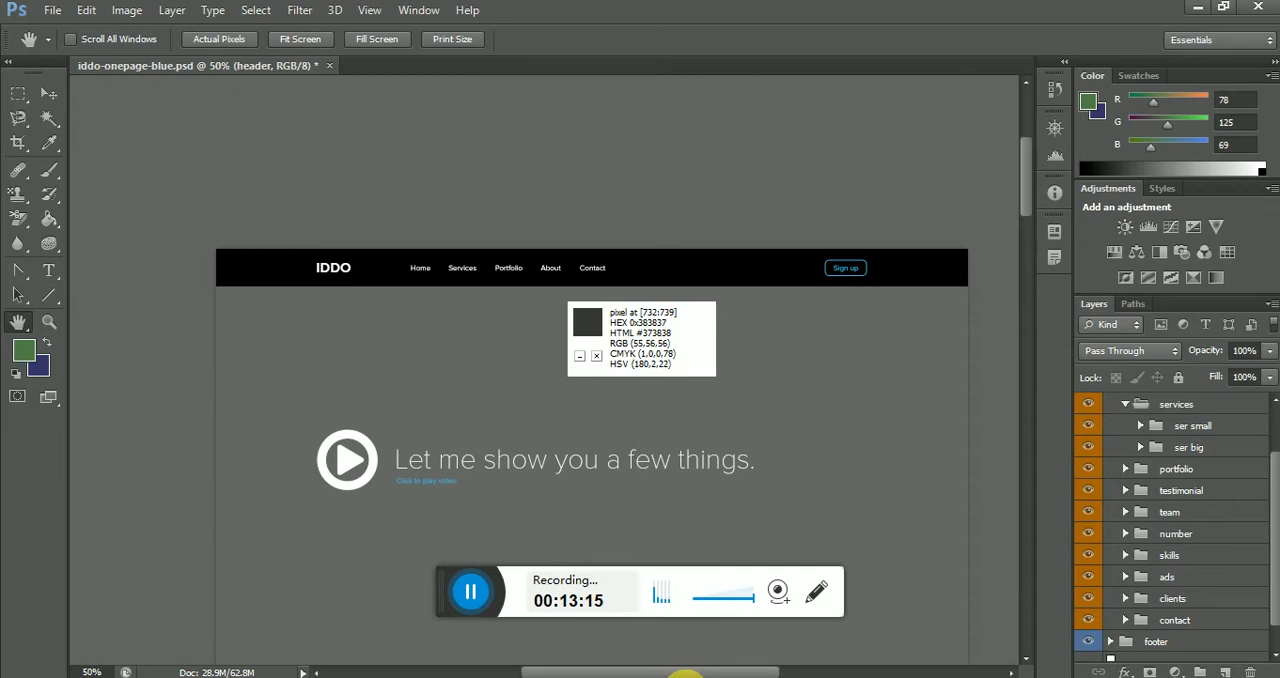 Ps File Edit Image Layer Type Select Filter 3D View Window Help
Scroll All Windows Actual Pixels Fit Screen Fill Screen Print Size Essentials
iddo-onepage-blue.psd @ 50% (header, RGB/8) *
Color Swatches
R 78
G 125
B 69
Adjustments Styles
Add an adjustment
Layers Paths
Kind
Pass Through Opacity: 100%
Lock: Fill: 100%
services
ser small
ser big
portfolio
testimonial
team
number
skills
ads
clients
contact
footer
IDDO Home Services Portfolio About Contact Sign up
pixel at [732:739]
HEX 0x383837
HTML #373838
RGB (55,56,56)
CMYK (1,0,0,78)
HSV (180,2,22)
Let me show you a few things.
Click to play video
Recording...
00:13:15
50% Doc: 28.9M/62.8M
fx